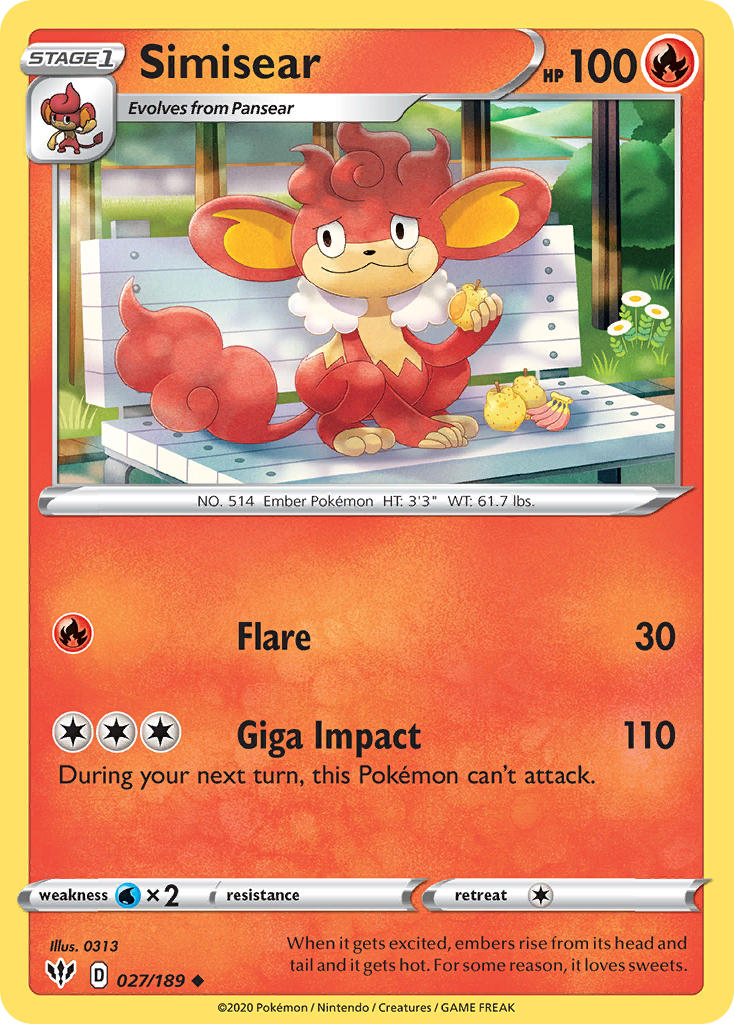 STAGE1
Simisear
HP 100
Evolves from Pansear
NO. 514 Ember Pokémon HT: 3'3" WT: 61.7 lbs.
Flare 30
Giga Impact 110
During your next turn, this Pokémon can't attack.
weakness ×2 resistance retreat
Illus. 0313
When it gets excited, embers rise from its head and
tail and it gets hot. For some reason, it loves sweets.
D 027/189
©2020 Pokémon / Nintendo / Creatures / GAME FREAK